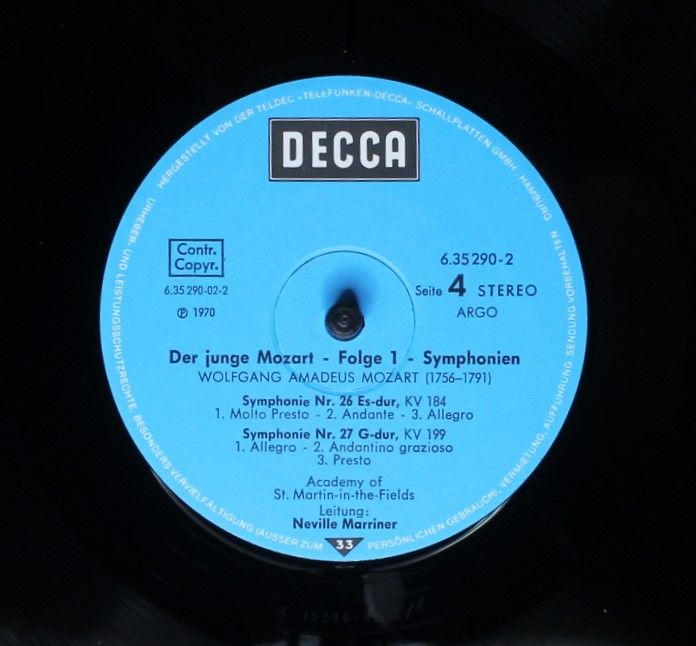 HERGESTELLT VON DER TELDEC »TELEFUNKEN-DECCA« SCHALLPLATTEN GMBH · HAMBURG
DECCA
Contr.
Copyr.
6.35 290-02-2
℗ 1970
6.35 290-2
Seite 4 STEREO
ARGO
Der junge Mozart - Folge 1 - Symphonien
WOLFGANG AMADEUS MOZART (1756–1791)
Symphonie Nr. 26 Es-dur, KV 184
1. Molto Presto - 2. Andante - 3. Allegro
Symphonie Nr. 27 G-dur, KV 199
1. Allegro - 2. Andantino grazioso
3. Presto
Academy of
St. Martin-in-the-Fields
Leitung:
Neville Marriner
33
URHEBER- UND LEISTUNGSSCHUTZRECHTE BESONDERS VERVIELFÄLTIGUNG (AUSSER ZUM PERSÖNLICHEN GEBRAUCH), VERMIETUNG, AUFFÜHRUNG, SENDUNG VORBEHALTEN